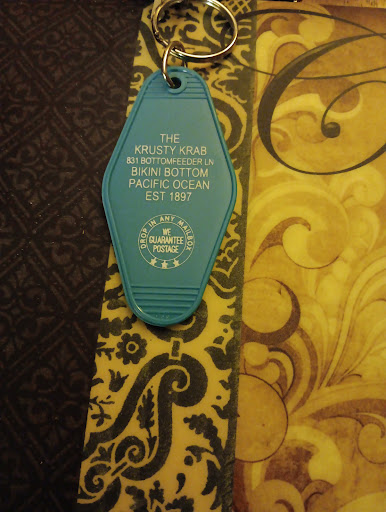 THE
KRUSTY KRAB
831 BOTTOMFEEDER LN
BIKINI BOTTOM
PACIFIC OCEAN
EST 1897
DROP IN ANY MAILBOX
WE
GUARANTEE
POSTAGE